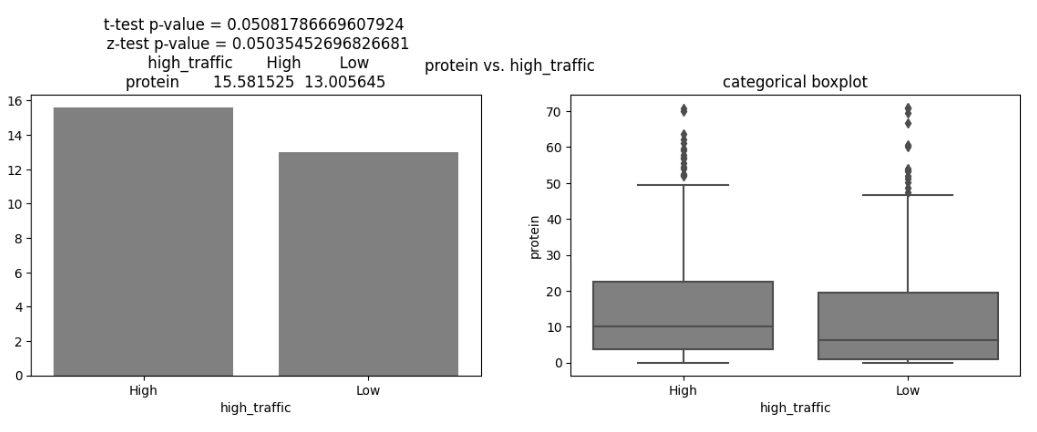 t-test p-value = 0.05081786669607924
z-test p-value = 0.05035452696826681
high_traffic High Low
protein 15.581525 13.005645
protein vs. high_traffic
categorical boxplot
16
14
12
10
8
6
4
2
0
High Low
high_traffic
70
60
50
40
30
20
10
0
protein
High Low
high_traffic